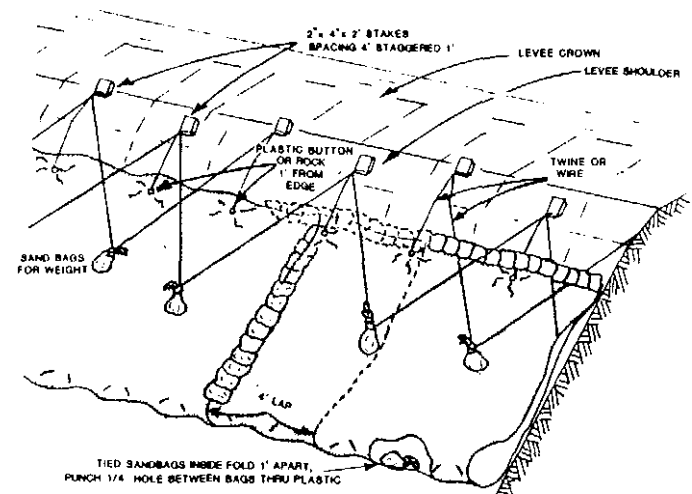 2"x 4"x 2' STAKES
SPACING 4' STAGGERED 1'
LEVEE CROWN
LEVEE SHOULDER
PLASTIC BUTTON
OR ROCK
1' FROM
EDGE
TWINE OR
WIRE
SAND BAGS
FOR WEIGHT
4' LAP
TIED SANDBAGS INSIDE FOLD 1' APART,
PUNCH 1/4 HOLE BETWEEN BAGS THRU PLASTIC